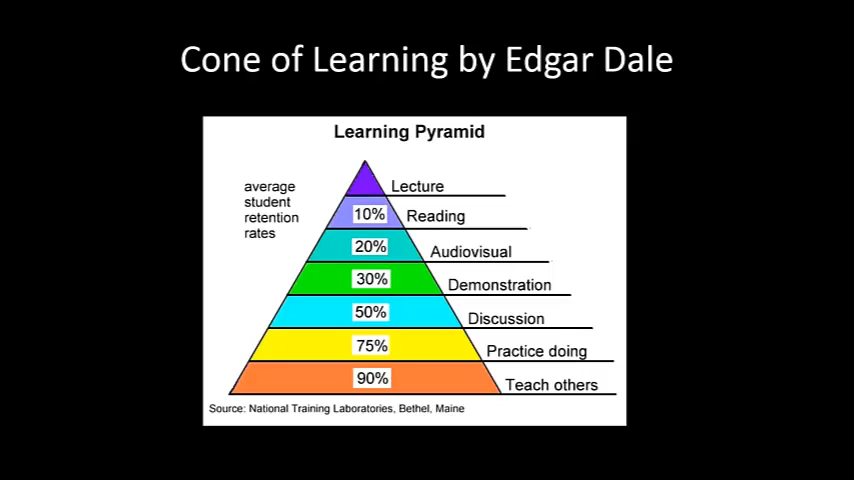 Cone of Learning by Edgar Dale
Learning Pyramid
average
student
retention
rates
Lecture
10% Reading
20% Audiovisual
30% Demonstration
50% Discussion
75% Practice doing
90% Teach others
Source: National Training Laboratories, Bethel, Maine